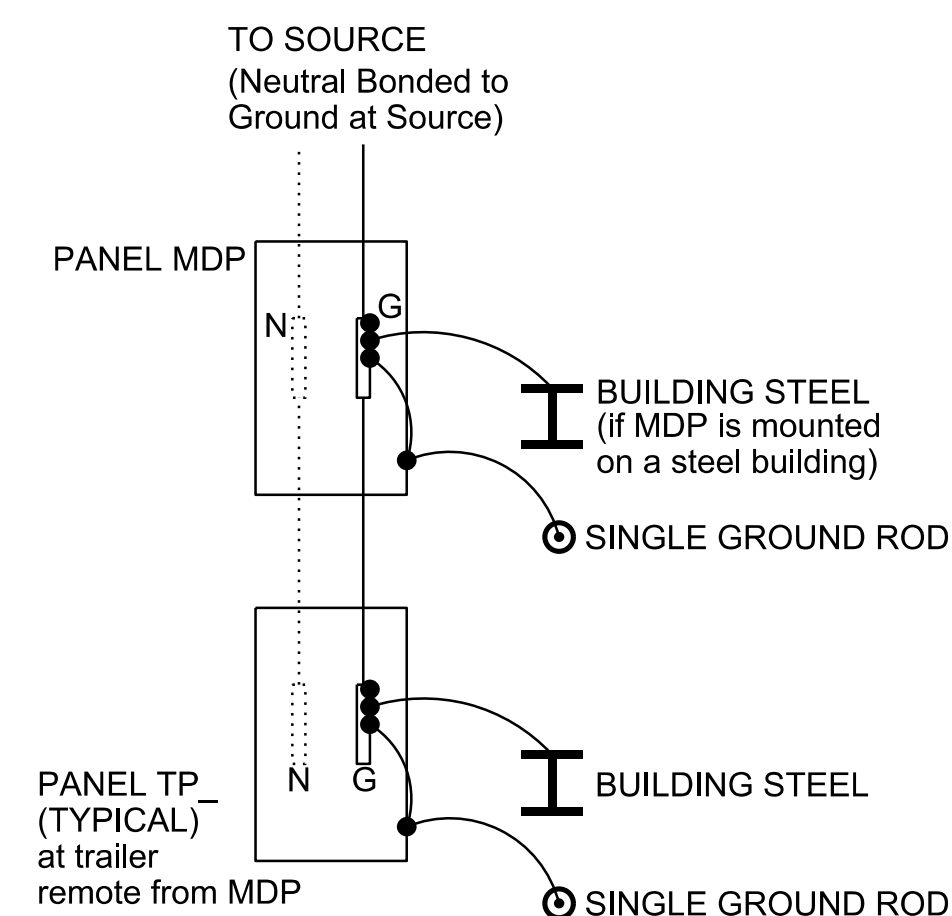 TO SOURCE
(Neutral Bonded to
Ground at Source)
PANEL MDP
N
G
BUILDING STEEL
(if MDP is mounted
on a steel building)
SINGLE GROUND ROD
PANEL TP_
(TYPICAL)
at trailer
remote from MDP
N
G
BUILDING STEEL
SINGLE GROUND ROD